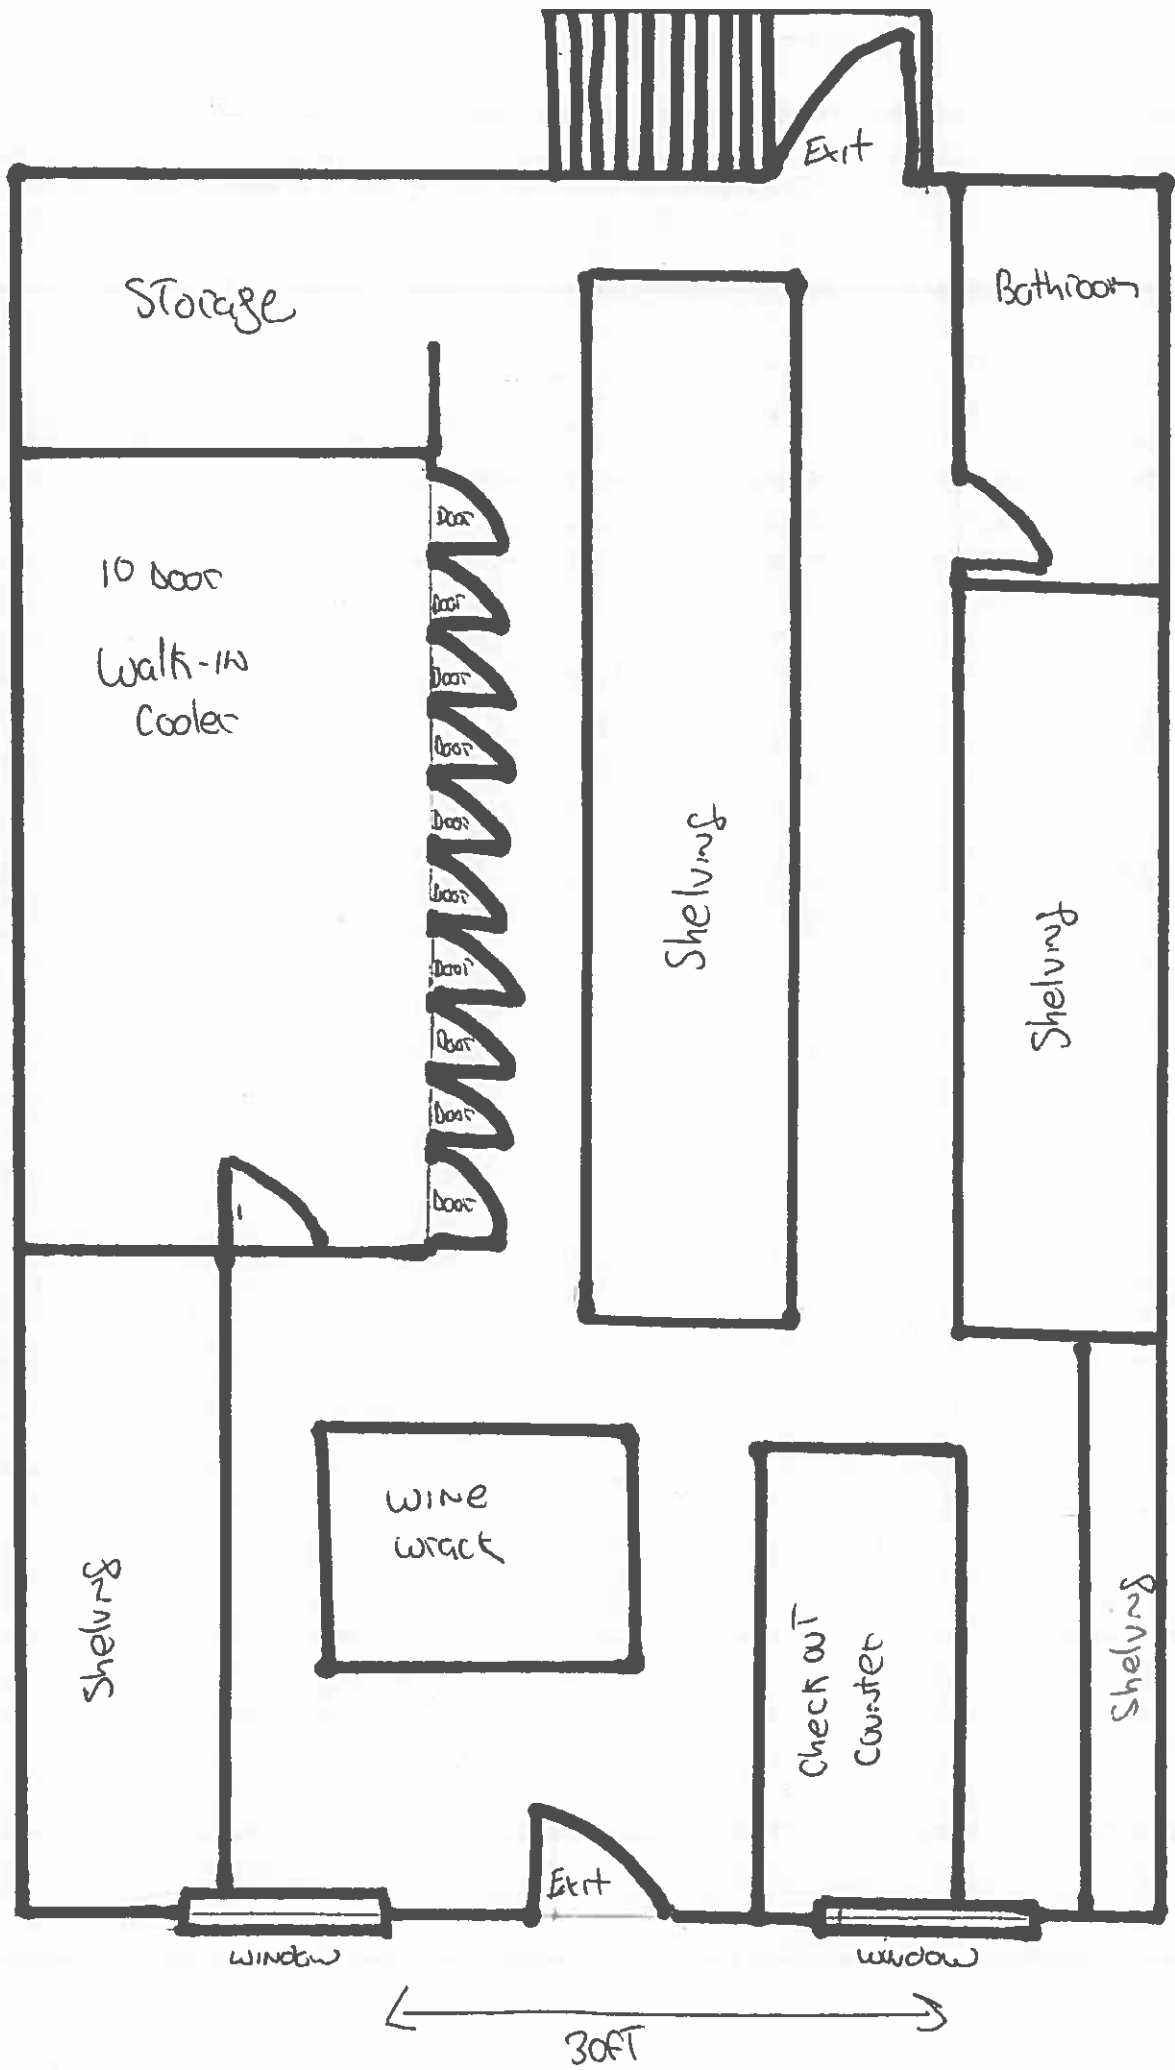 Exit
Storage
Bathroom
10 Door
Walk-IN
Cooler
Door
Door
Door
Door
Door
Door
Door
Door
Door
Door
Shelving
Shelving
WINE
Wrack
Shelving
Check out
Counter
Shelving
Exit
WINDOW
WINDOW
30FT